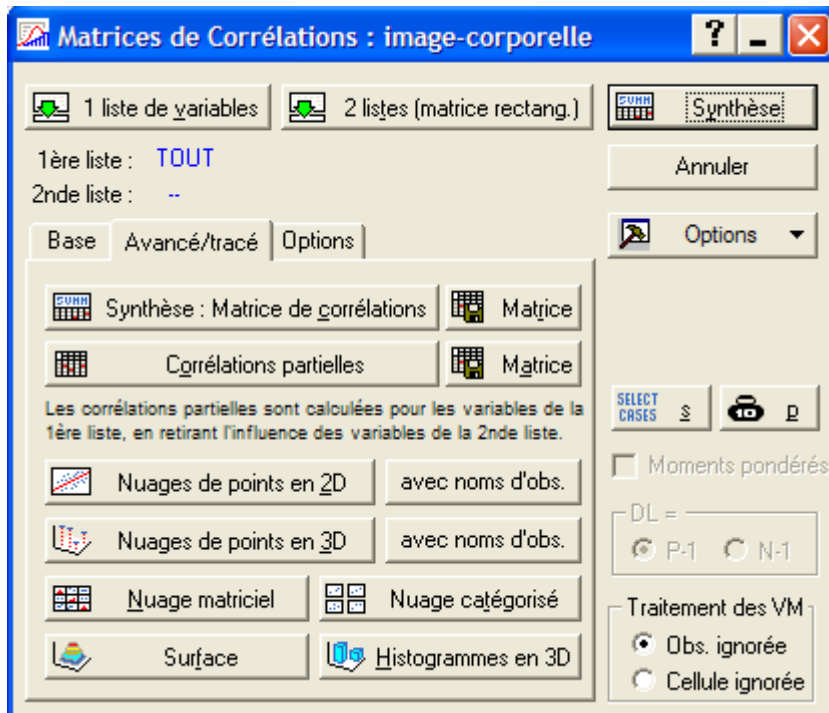 Matrices de Corrélations : image-corporelle
?
1 liste de variables
2 listes (matrice rectang.)
SUMM
Synthèse
1ère liste : TOUT
2nde liste : --
Annuler
Options
Base
Avancé/tracé
Options
SUMM
Synthèse : Matrice de corrélations
Matrice
Corrélations partielles
Matrice
Les corrélations partielles sont calculées pour les variables de la
1ère liste, en retirant l'influence des variables de la 2nde liste.
SELECT
CASES
S
D
Nuages de points en 2D
avec noms d'obs.
Moments pondérés
Nuages de points en 3D
avec noms d'obs.
DL =
P-1
N-1
Nuage matriciel
Nuage catégorisé
Traitement des VM
Obs. ignorée
Surface
Histogrammes en 3D
Cellule ignorée